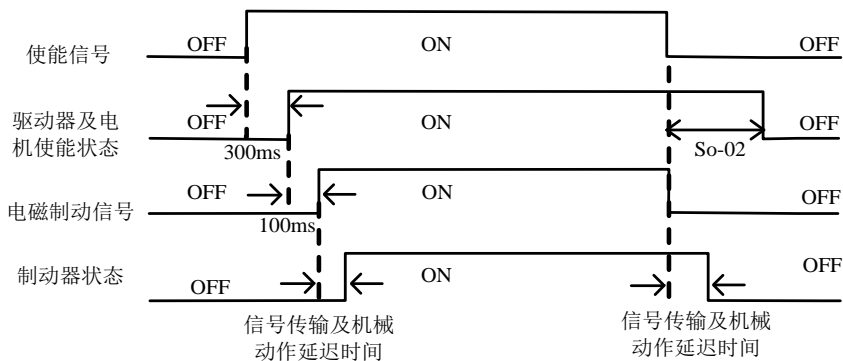 使能信号
OFF
ON
OFF
驱动器及电
机使能状态
OFF
ON
OFF
300ms
So-02
电磁制动信号
OFF
ON
OFF
100ms
制动器状态
OFF
ON
OFF
信号传输及机械
动作延迟时间
信号传输及机械
动作延迟时间